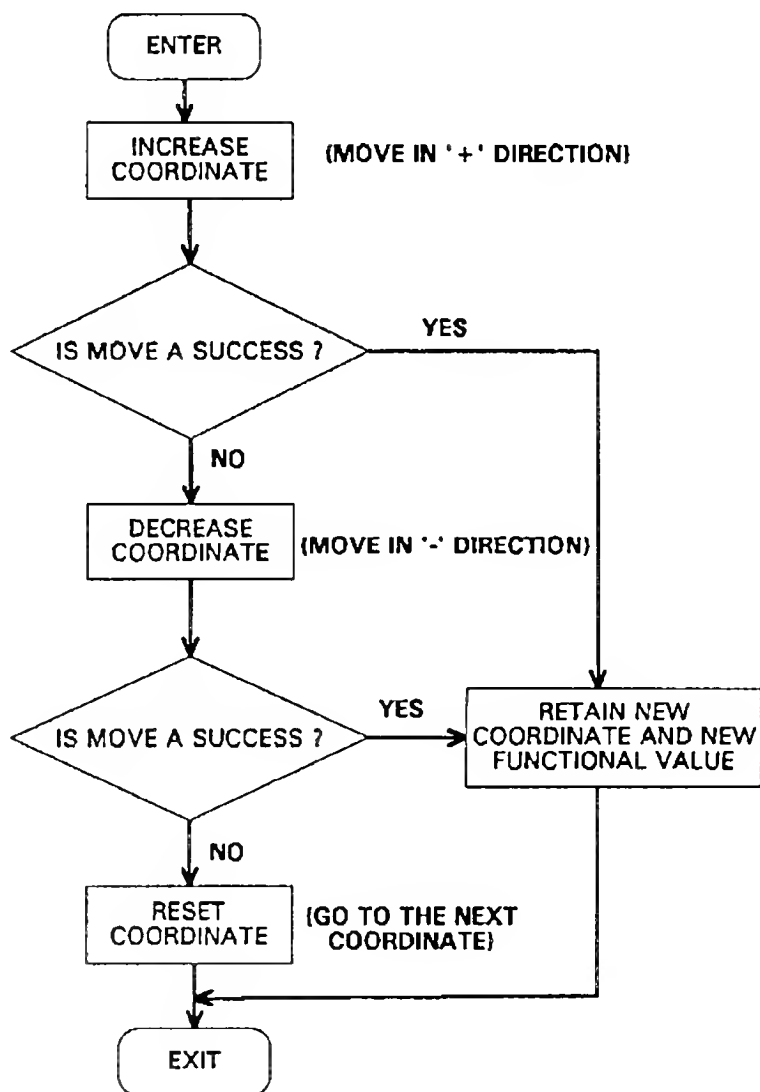 ENTER
INCREASE
COORDINATE
(MOVE IN '+' DIRECTION)
IS MOVE A SUCCESS ?
YES
NO
DECREASE
COORDINATE
(MOVE IN '-' DIRECTION)
IS MOVE A SUCCESS ?
YES
RETAIN NEW
COORDINATE AND NEW
FUNCTIONAL VALUE
NO
RESET
COORDINATE
(GO TO THE NEXT
COORDINATE)
EXIT